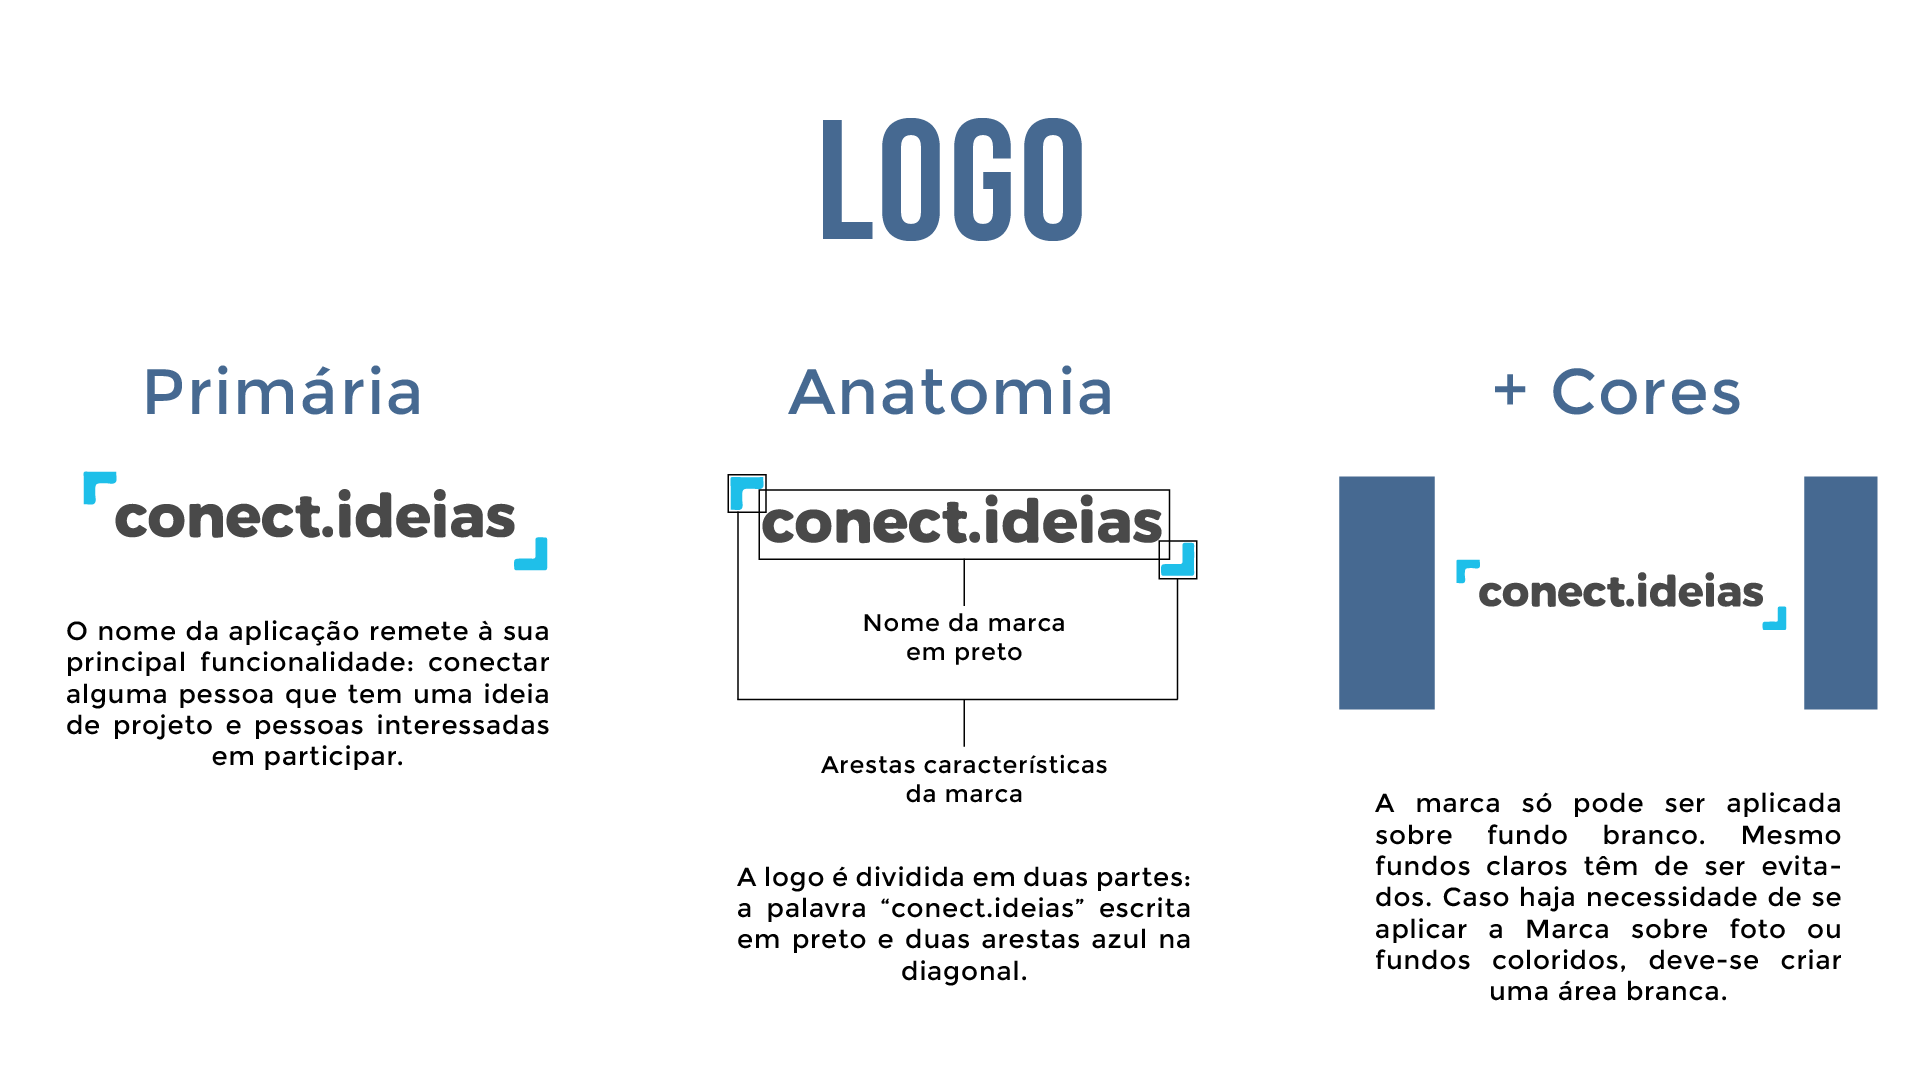 LOGO
Primária
conect.ideias
O nome da aplicação remete à sua
principal funcionalidade: conectar
alguma pessoa que tem uma ideia
de projeto e pessoas interessadas
em participar.
Anatomia
conect.ideias
Nome da marca
em preto
Arestas características
da marca
A logo é dividida em duas partes:
a palavra “conect.ideias” escrita
em preto e duas arestas azul na
diagonal.
+ Cores
conect.ideias
A marca só pode ser aplicada
sobre fundo branco. Mesmo
fundos claros têm de ser evita-
dos. Caso haja necessidade de se
aplicar a Marca sobre foto ou
fundos coloridos, deve-se criar
uma área branca.